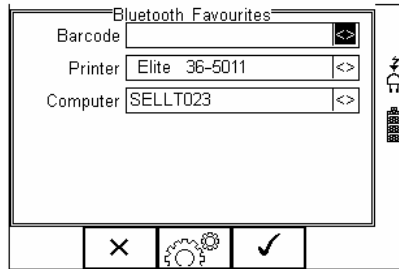 Bluetooth Favourites
Barcode <>
Printer Elite 36-5011 <>
Computer SELLT023 <>